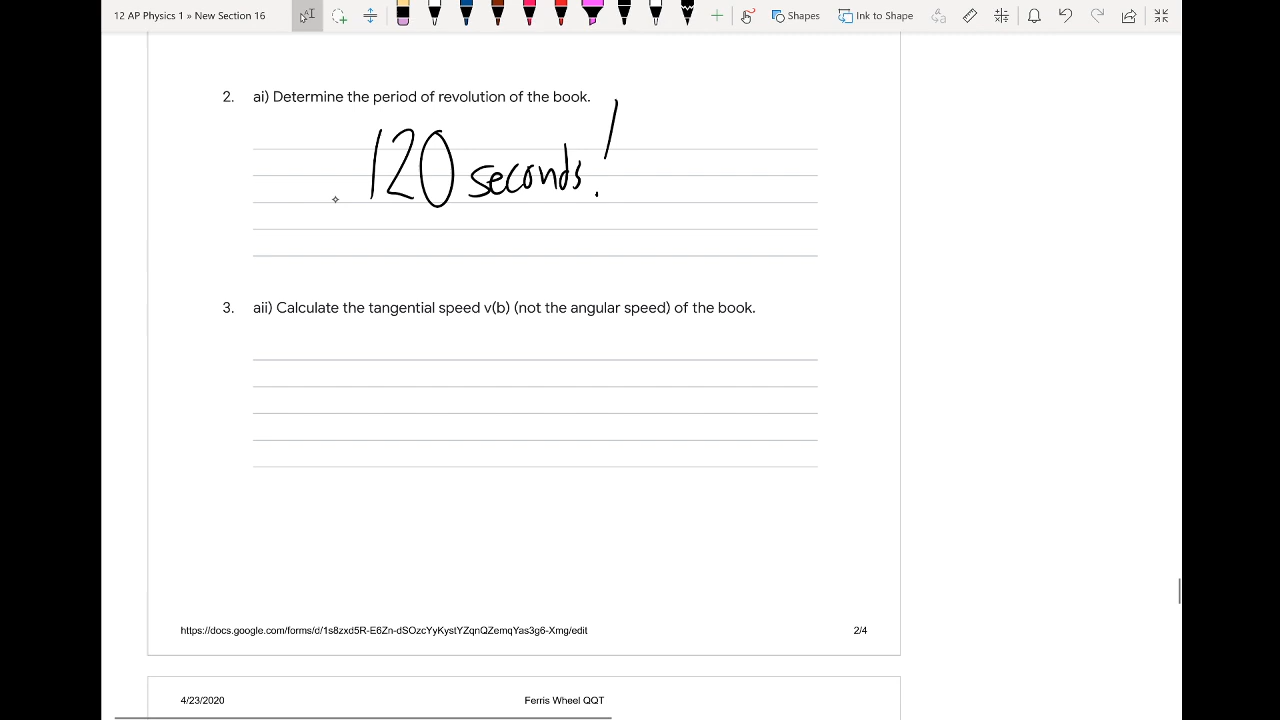 12 AP Physics 1 » New Section 16
Shapes
Ink to Shape
2. ai) Determine the period of revolution of the book.
120 seconds!
3. aii) Calculate the tangential speed v(b) (not the angular speed) of the book.
https://docs.google.com/forms/d/1s8zxd5R-E6Zn-dSOzcYyKystYZqnQZemqYas3g6-Xmg/edit 2/4
4/23/2020 Ferris Wheel QQT